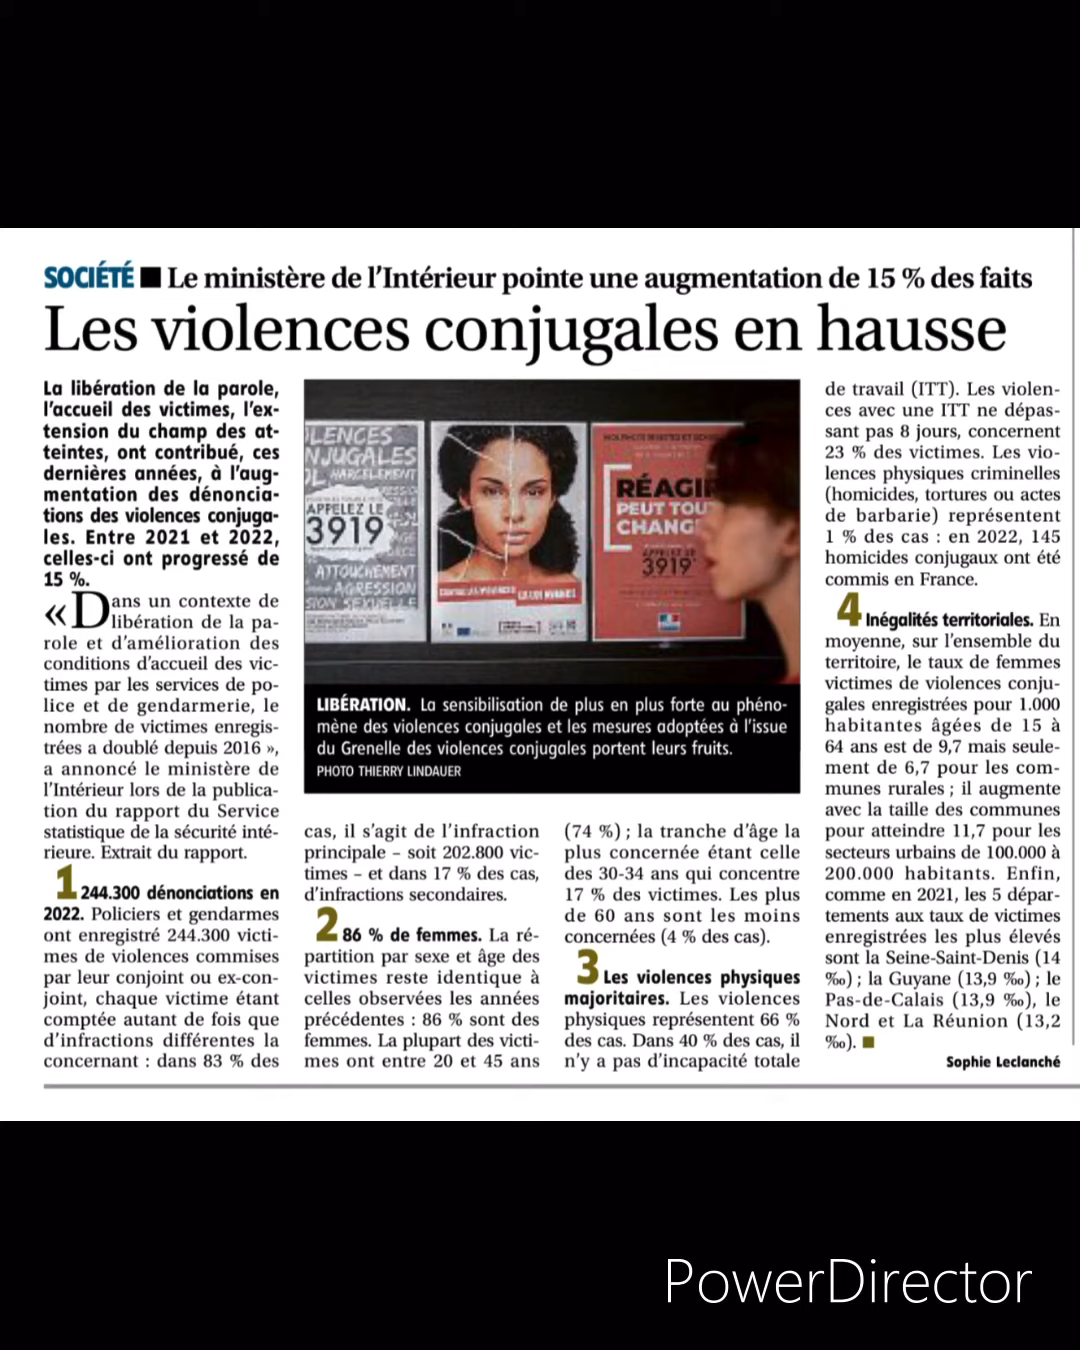 SOCIÉTÉ ■ Le ministère de l'Intérieur pointe une augmentation de 15 % des faits
Les violences conjugales en hausse
La libération de la parole,
l'accueil des victimes, l'ex-
tension du champ des at-
teintes, ont contribué, ces
dernières années, à l'aug-
mentation des dénoncia-
tions des violences conjuga-
les. Entre 2021 et 2022,
celles-ci ont progressé de
15 %.
« Dans un contexte de
libération de la pa-
role et d'amélioration des
conditions d'accueil des vic-
times par les services de po-
lice et de gendarmerie, le
nombre de victimes enregis-
trées a doublé depuis 2016 »,
a annoncé le ministère de
l'Intérieur lors de la publica-
tion du rapport du Service
statistique de la sécurité inté-
rieure. Extrait du rapport.
1 244.300 dénonciations en
2022. Policiers et gendarmes
ont enregistré 244.300 victi-
mes de violences commises
par leur conjoint ou ex-con-
joint, chaque victime étant
comptée autant de fois que
d'infractions différentes la
concernant : dans 83 % des
LENCES
NJUGALES
HARCÈLEMENT
APPELEZ LE
3919
ATTOUCHEMENT
AGRESSION
SION SEXUELLE
RÉAGI
PEUT TOU
CHANG
APPELEZ LE
3919
LIBÉRATION. La sensibilisation de plus en plus forte au phéno-
mène des violences conjugales et les mesures adoptées à l'issue
du Grenelle des violences conjugales portent leurs fruits.
PHOTO THIERRY LINDAUER
cas, il s'agit de l'infraction
principale – soit 202.800 vic-
times – et dans 17 % des cas,
d'infractions secondaires.
2 86 % de femmes. La ré-
partition par sexe et âge des
victimes reste identique à
celles observées les années
précédentes : 86 % sont des
femmes. La plupart des victi-
mes ont entre 20 et 45 ans
(74 %) ; la tranche d'âge la
plus concernée étant celle
des 30-34 ans qui concentre
17 % des victimes. Les plus
de 60 ans sont les moins
concernées (4 % des cas).
3 Les violences physiques
majoritaires. Les violences
physiques représentent 66 %
des cas. Dans 40 % des cas, il
n'y a pas d'incapacité totale
de travail (ITT). Les violen-
ces avec une ITT ne dépas-
sant pas 8 jours, concernent
23 % des victimes. Les vio-
lences physiques criminelles
(homicides, tortures ou actes
de barbarie) représentent
1 % des cas : en 2022, 145
homicides conjugaux ont été
commis en France.
4 Inégalités territoriales. En
moyenne, sur l'ensemble du
territoire, le taux de femmes
victimes de violences conju-
gales enregistrées pour 1.000
habitantes âgées de 15 à
64 ans est de 9,7 mais seule-
ment de 6,7 pour les com-
munes rurales ; il augmente
avec la taille des communes
pour atteindre 11,7 pour les
secteurs urbains de 100.000 à
200.000 habitants. Enfin,
comme en 2021, les 5 dépar-
tements aux taux de victimes
enregistrées les plus élevés
sont la Seine-Saint-Denis (14
‰) ; la Guyane (13,9 ‰) ; le
Pas-de-Calais (13,9 ‰), le
Nord et La Réunion (13,2
‰). ■
Sophie Leclanché
PowerDirector